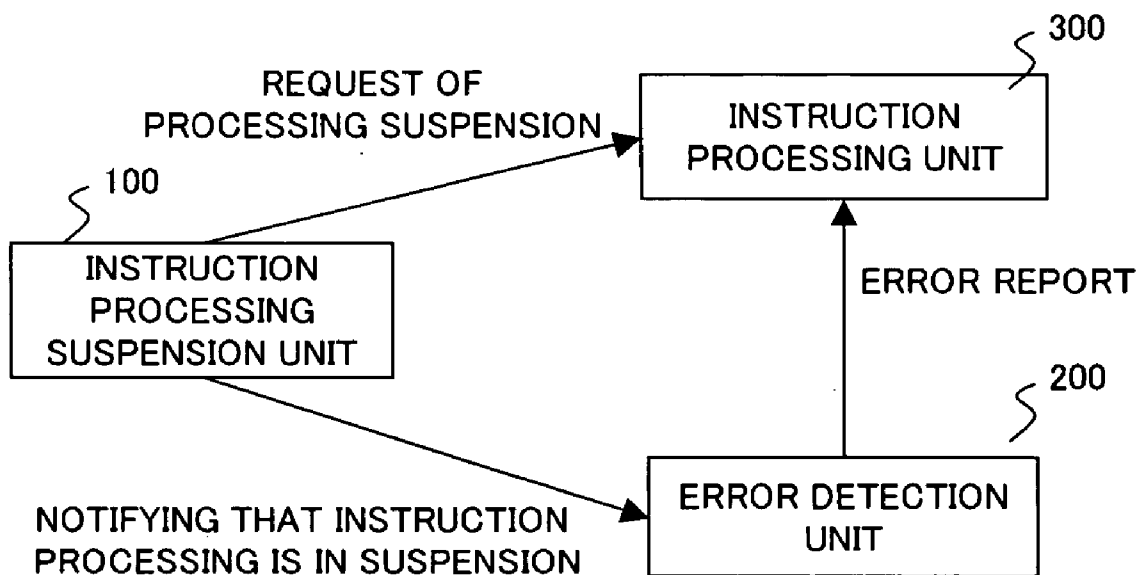 300
REQUEST OF
PROCESSING SUSPENSION
INSTRUCTION
PROCESSING UNIT
100
INSTRUCTION
PROCESSING
SUSPENSION UNIT
ERROR REPORT
200
ERROR DETECTION
UNIT
NOTIFYING THAT INSTRUCTION
PROCESSING IS IN SUSPENSION